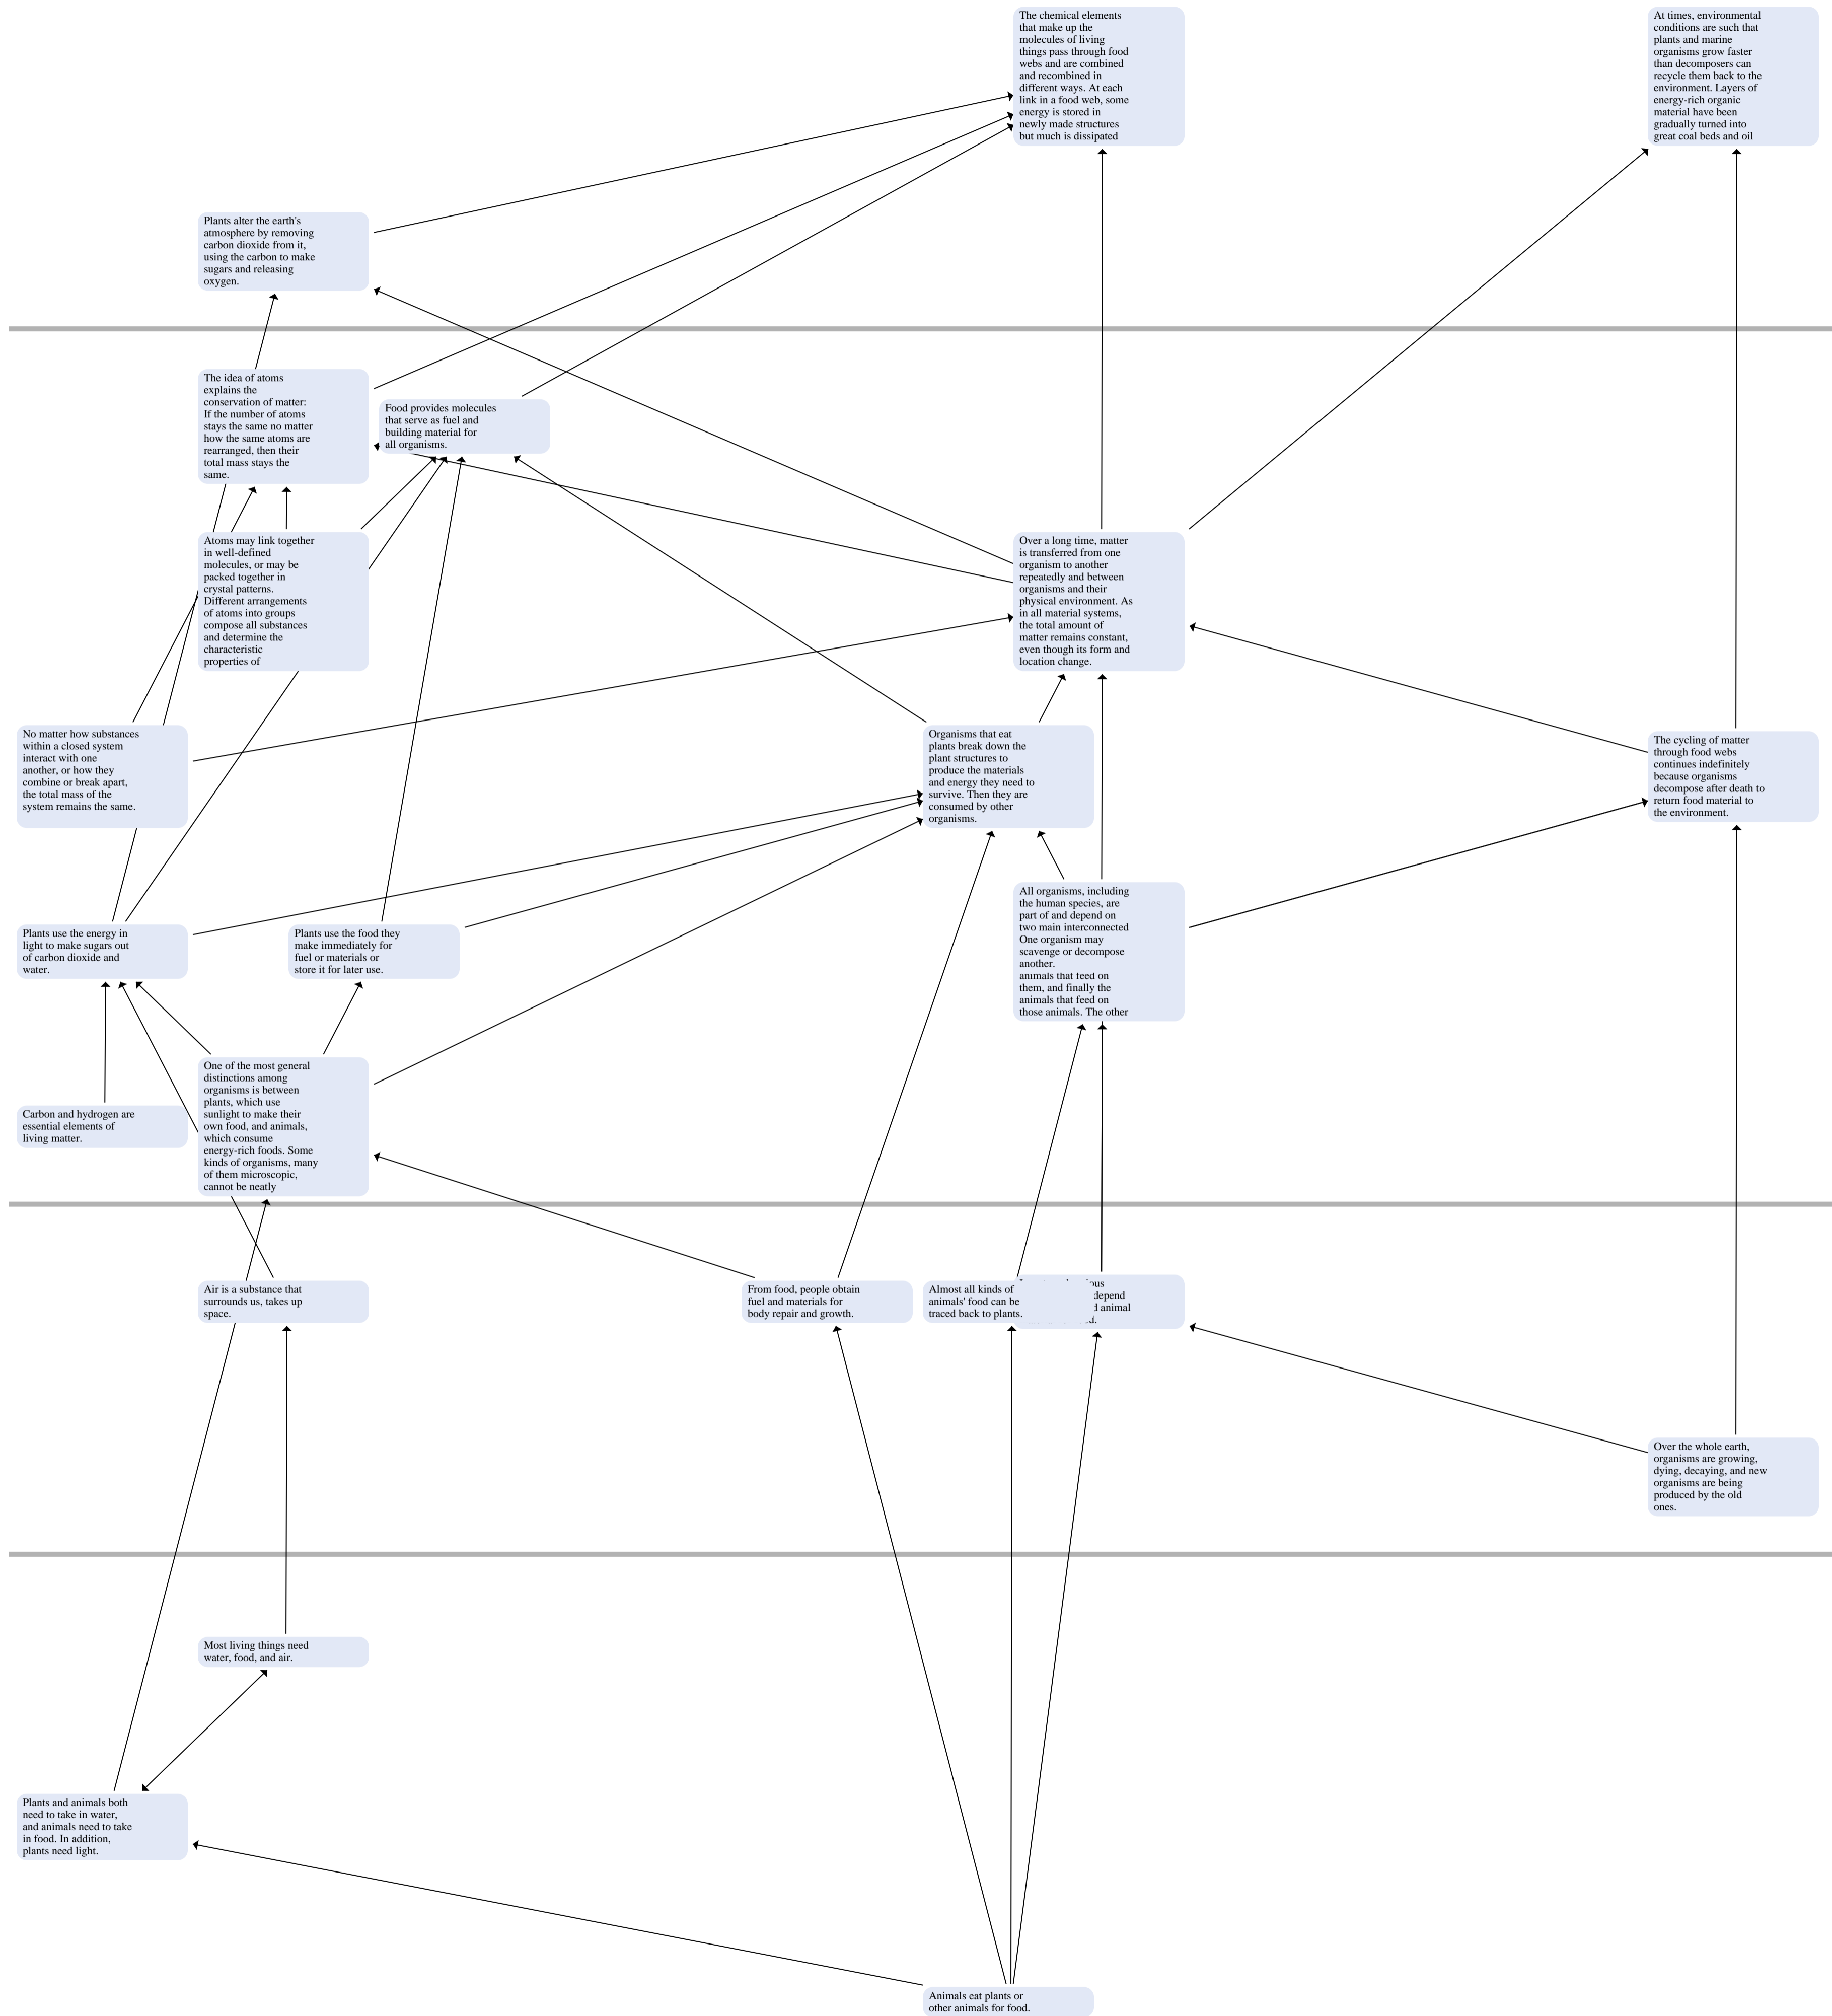 The chemical elements
that make up the
molecules of living
things pass through food
webs and are combined
and recombined in
different ways. At each
link in a food web, some
energy is stored in
newly made structures
but much is dissipated
At times, environmental
conditions are such that
plants and marine
organisms grow faster
than decomposers can
recycle them back to the
environment. Layers of
energy-rich organic
material have been
gradually turned into
great coal beds and oil
Plants alter the earth's
atmosphere by removing
carbon dioxide from it,
using the carbon to make
sugars and releasing
oxygen.
The idea of atoms
explains the
conservation of matter:
If the number of atoms
stays the same no matter
how the same atoms are
rearranged, then their
total mass stays the
same.
Food provides molecules
that serve as fuel and
building material for
all organisms.
Atoms may link together
in well-defined
molecules, or may be
packed together in
crystal patterns.
Different arrangements
of atoms into groups
compose all substances
and determine the
characteristic
properties of
Over a long time, matter
is transferred from one
organism to another
repeatedly and between
organisms and their
physical environment. As
in all material systems,
the total amount of
matter remains constant,
even though its form and
location change.
No matter how substances
within a closed system
interact with one
another, or how they
combine or break apart,
the total mass of the
system remains the same.
Organisms that eat
plants break down the
plant structures to
produce the materials
and energy they need to
survive. Then they are
consumed by other
organisms.
The cycling of matter
through food webs
continues indefinitely
because organisms
decompose after death to
return food material to
the environment.
All organisms, including
the human species, are
part of and depend on
two main interconnected
One organism may
scavenge or decompose
another.
animals that feed on
them, and finally the
animals that feed on
those animals. The other
Plants use the energy in
light to make sugars out
of carbon dioxide and
water.
Plants use the food they
make immediately for
fuel or materials or
store it for later use.
One of the most general
distinctions among
organisms is between
plants, which use
sunlight to make their
own food, and animals,
which consume
energy-rich foods. Some
kinds of organisms, many
of them microscopic,
cannot be neatly
Carbon and hydrogen are
essential elements of
living matter.
Air is a substance that
surrounds us, takes up
space.
From food, people obtain
fuel and materials for
body repair and growth.
Almost all kinds of
animals' food can be
traced back to plants.
depend
animal
Over the whole earth,
organisms are growing,
dying, decaying, and new
organisms are being
produced by the old
ones.
Most living things need
water, food, and air.
Plants and animals both
need to take in water,
and animals need to take
in food. In addition,
plants need light.
Animals eat plants or
other animals for food.